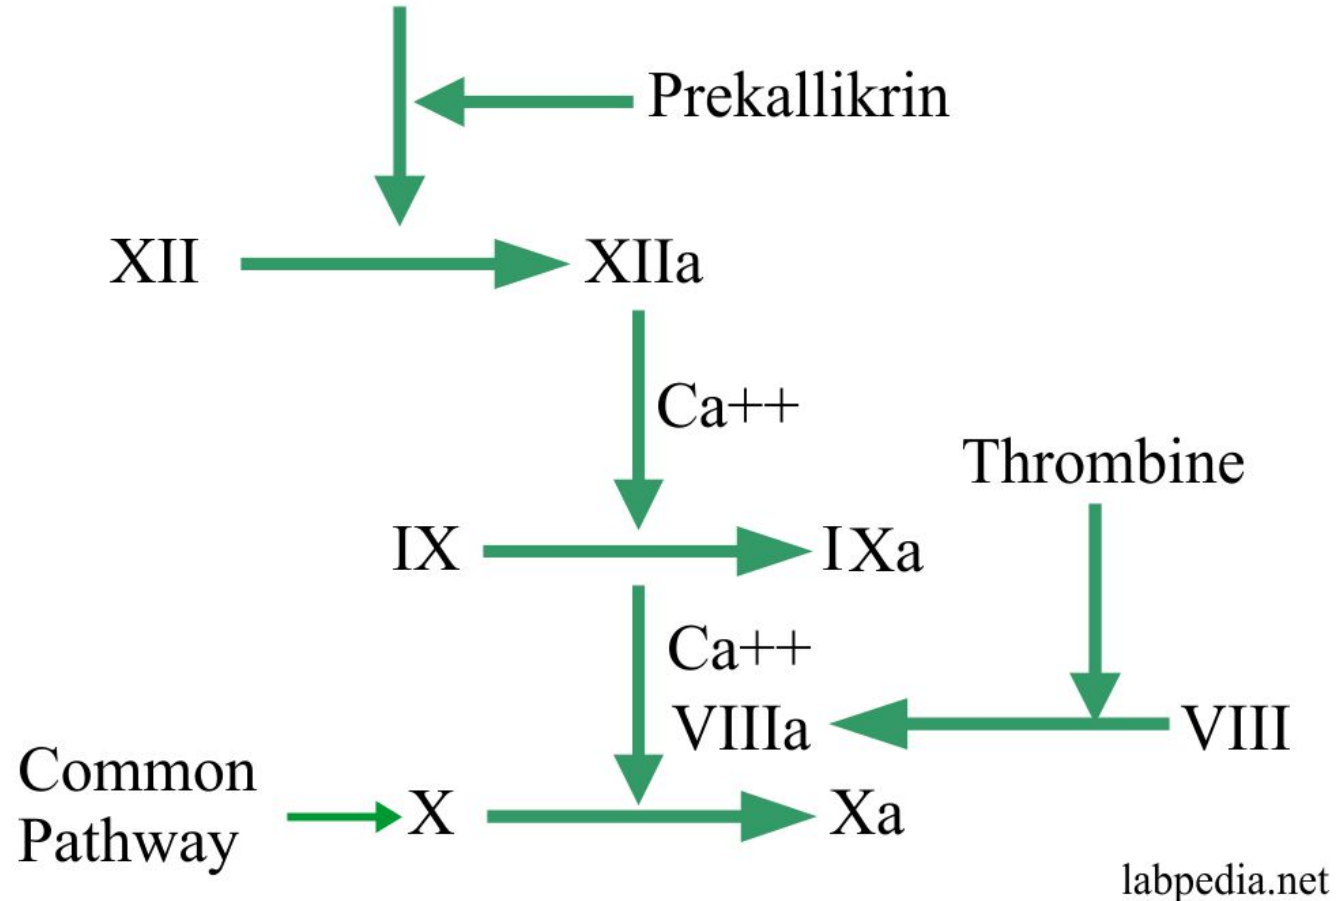 Prekallikrin
XII
XIIa
Ca++
Thrombine
IX
IXa
Ca++
VIIIa
VIII
Common
Pathway
X
Xa
labpedia.net